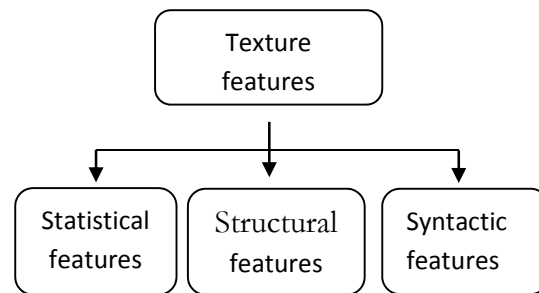 Texture
features
Statistical
features
Structural
features
Syntactic
features